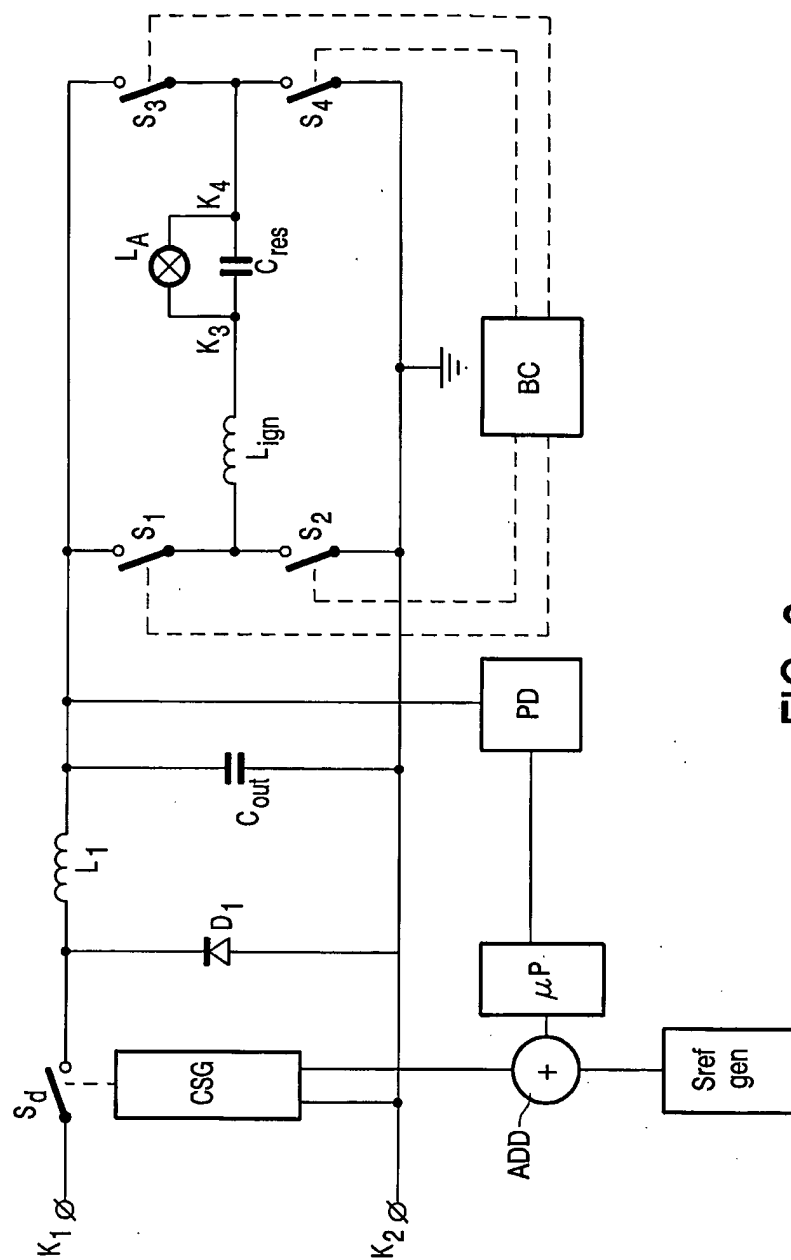 K1
K2
Sd
CSG
D1
L1
Cout
S1
S2
Lign
K3
LA
K4
Cres
S3
S4
PD
BC
µP
ADD
+
Sref
gen
FIG.